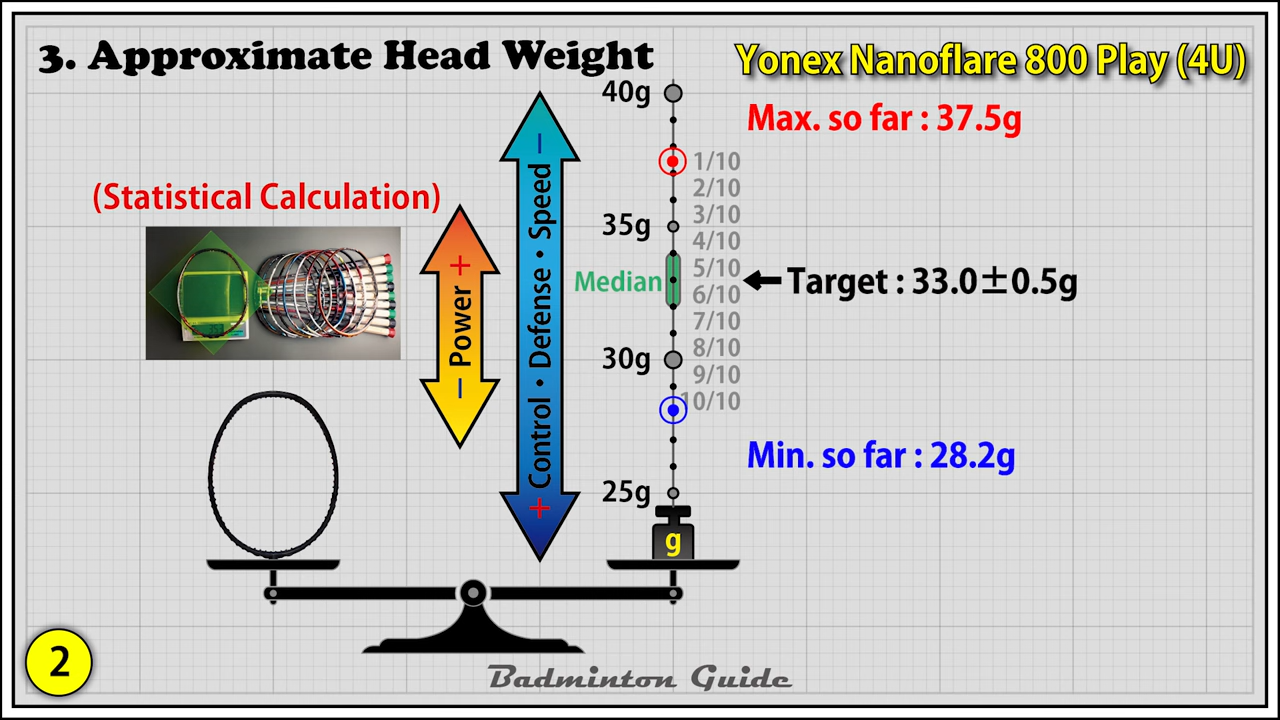 3. Approximate Head Weight
Yonex Nanoflare 800 Play (4U)
40g
Max. so far : 37.5g
1/10
2/10
(Statistical Calculation)
3/10
35g
4/10
5/10
Median
Target : 33.0±0.5g
6/10
7/10
8/10
30g
9/10
10/10
+
Power
−
−
Control • Defense • Speed
+
Min. so far : 28.2g
25g
g
2
Badminton Guide